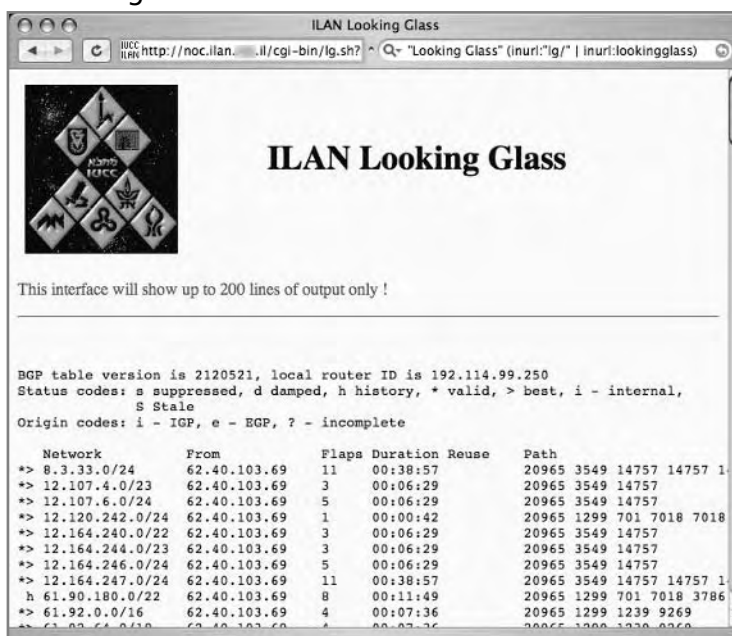 ILAN Looking Glass
IUCC ILAN http://noc.ilan. .il/cgi-bin/lg.sh? Q- "Looking Glass" (inurl:"lg/" | inurl:lookingglass)
מחבא
IUCC
ILAN Looking Glass
This interface will show up to 200 lines of output only !
BGP table version is 2120521, local router ID is 192.114.99.250
Status codes: s suppressed, d damped, h history, * valid, > best, i - internal,
S Stale
Origin codes: i - IGP, e - EGP, ? - incomplete
Network From Flaps Duration Reuse Path
*> 8.3.33.0/24 62.40.103.69 11 00:38:57 20965 3549 14757 14757 1
*> 12.107.4.0/23 62.40.103.69 3 00:06:29 20965 3549 14757
*> 12.107.6.0/24 62.40.103.69 5 00:06:29 20965 3549 14757
*> 12.120.242.0/24 62.40.103.69 1 00:00:42 20965 1299 701 7018 7018
*> 12.164.240.0/22 62.40.103.69 3 00:06:29 20965 3549 14757
*> 12.164.244.0/23 62.40.103.69 3 00:06:29 20965 3549 14757
*> 12.164.246.0/24 62.40.103.69 5 00:06:29 20965 3549 14757
*> 12.164.247.0/24 62.40.103.69 11 00:38:57 20965 3549 14757 14757 1
h 61.90.180.0/22 62.40.103.69 8 00:11:49 20965 1299 701 7018 3786
*> 61.92.0.0/16 62.40.103.69 4 00:07:36 20965 1299 1239 9269